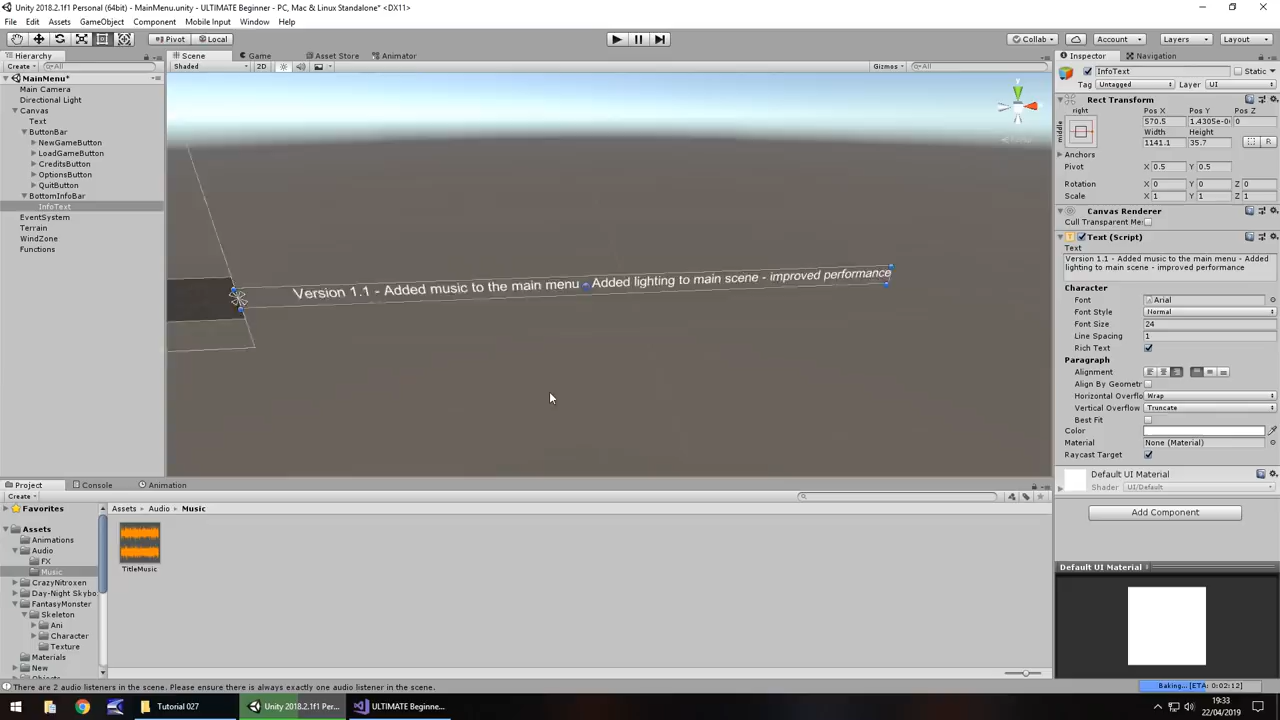 Unity 2018.2.1f1 Personal (64bit) - MainMenu.unity - ULTIMATE Beginner - PC, Mac & Linux Standalone* <DX11>
File Edit Assets GameObject Component Mobile Input Window Help
Pivot Local Collab Account Layers Layout
Hierarchy Scene Game Asset Store Animator Inspector Navigation
Create All Shaded 2D Gizmos All InfoText Static
MainMenu* Tag Untagged Layer UI
Main Camera
Directional Light
Canvas
Text
ButtonBar
NewGameButton
LoadGameButton
CreditsButton
OptionsButton
QuitButton
BottomInfoBar
InfoText
EventSystem
Terrain
WindZone
Functions
y
Version 1.1 - Added music to the main menu - Added lighting to main scene - improved performance
Rect Transform
right Pos X Pos Y Pos Z
middle 570.5 1.4305e-0 0
Width Height
1141.1 35.7 R
Anchors
Pivot X 0.5 Y 0.5
Rotation X 0 Y 0 Z 0
Scale X 1 Y 1 Z 1
Canvas Renderer
Cull Transparent Me
Text (Script)
Text
Version 1.1 - Added music to the main menu - Added
lighting to main scene - improved performance
Character
Font Arial
Font Style Normal
Font Size 24
Line Spacing 1
Rich Text
Paragraph
Alignment
Align By Geometr
Horizontal Overflo Wrap
Vertical Overflow Truncate
Best Fit
Color
Material None (Material)
Raycast Target
Default UI Material
Shader UI/Default
Add Component
Default UI Material
Project Console Animation
Create
Favorites Assets Audio Music
Assets
Animations
Audio
FX
Music
CrazyNitroxen
Day-Night Skybo
FantasyMonster
Skeleton
Ani
Character
Texture
Materials
New
TitleMusic
There are 2 audio listeners in the scene. Please ensure there is always exactly one audio listener in the scene.
Baking... [ETA: 0:02:12]
Tutorial 027 Unity 2018.2.1f1 Per... ULTIMATE Beginne...
19:33
22/04/2019